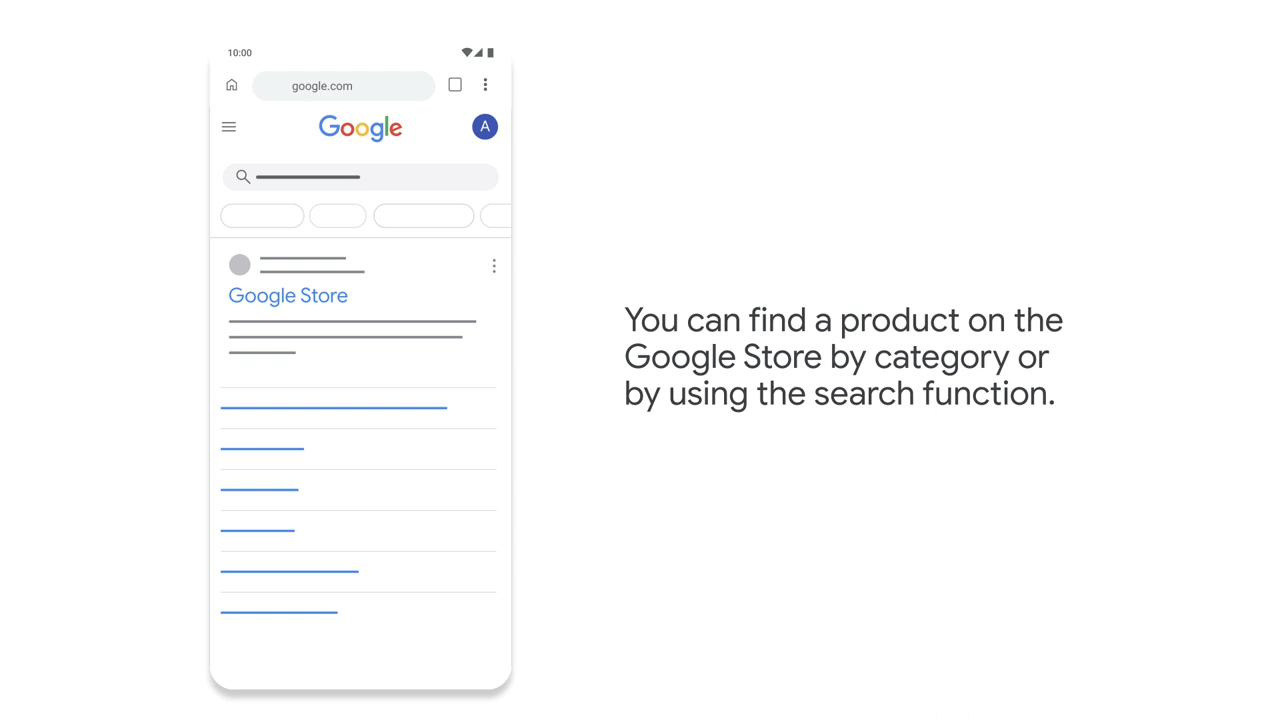 10:00
google.com
Google
A
Google Store
You can find a product on the
Google Store by category or
by using the search function.